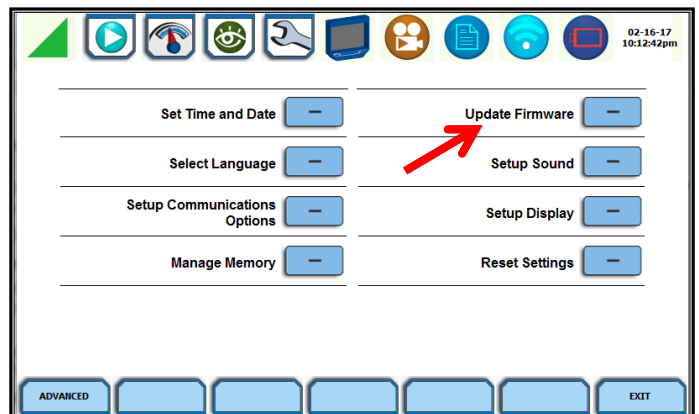 02-16-17
10:12:42pm
Set Time and Date
Update Firmware
Select Language
Setup Sound
Setup Communications
Options
Setup Display
Manage Memory
Reset Settings
ADVANCED
EXIT